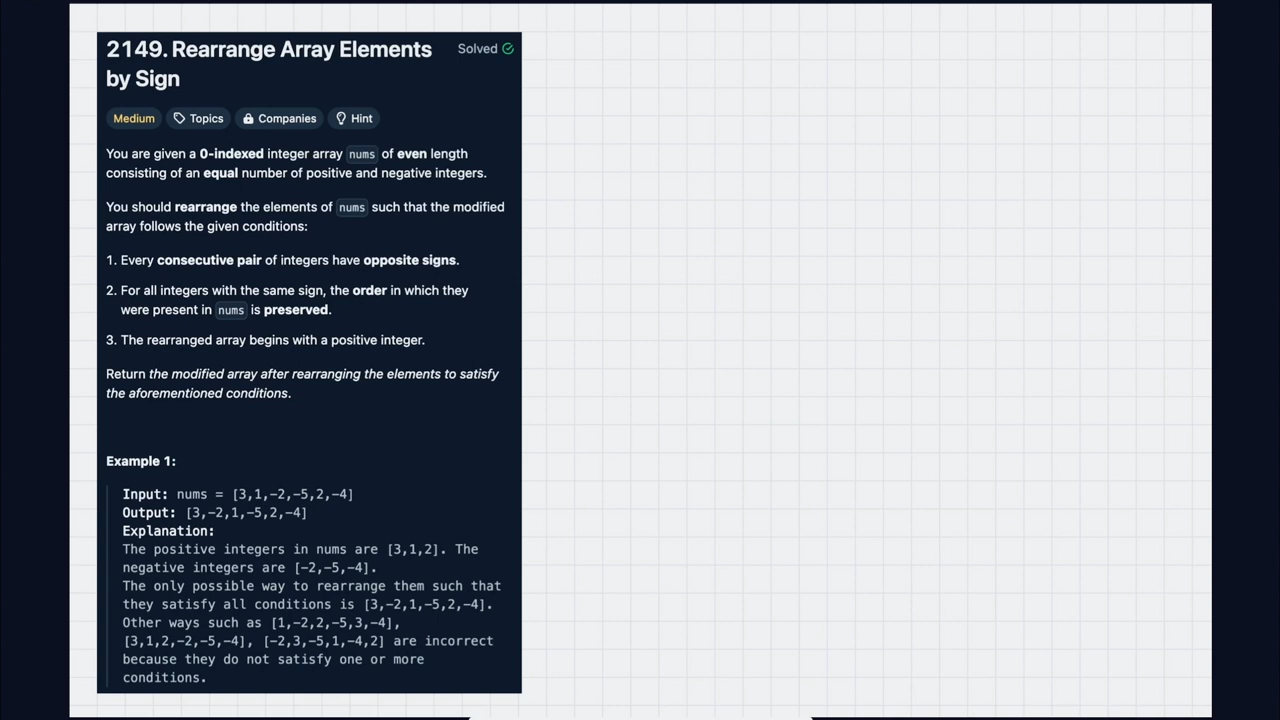 2149. Rearrange Array Elements
by Sign
Solved
Medium Topics Companies Hint
You are given a 0-indexed integer array nums of even length
consisting of an equal number of positive and negative integers.
You should rearrange the elements of nums such that the modified
array follows the given conditions:
1. Every consecutive pair of integers have opposite signs.
2. For all integers with the same sign, the order in which they
were present in nums is preserved.
3. The rearranged array begins with a positive integer.
Return the modified array after rearranging the elements to satisfy
the aforementioned conditions.
Example 1:
Input: nums = [3,1,-2,-5,2,-4]
Output: [3,-2,1,-5,2,-4]
Explanation:
The positive integers in nums are [3,1,2]. The
negative integers are [-2,-5,-4].
The only possible way to rearrange them such that
they satisfy all conditions is [3,-2,1,-5,2,-4].
Other ways such as [1,-2,2,-5,3,-4],
[3,1,2,-2,-5,-4], [-2,3,-5,1,-4,2] are incorrect
because they do not satisfy one or more
conditions.